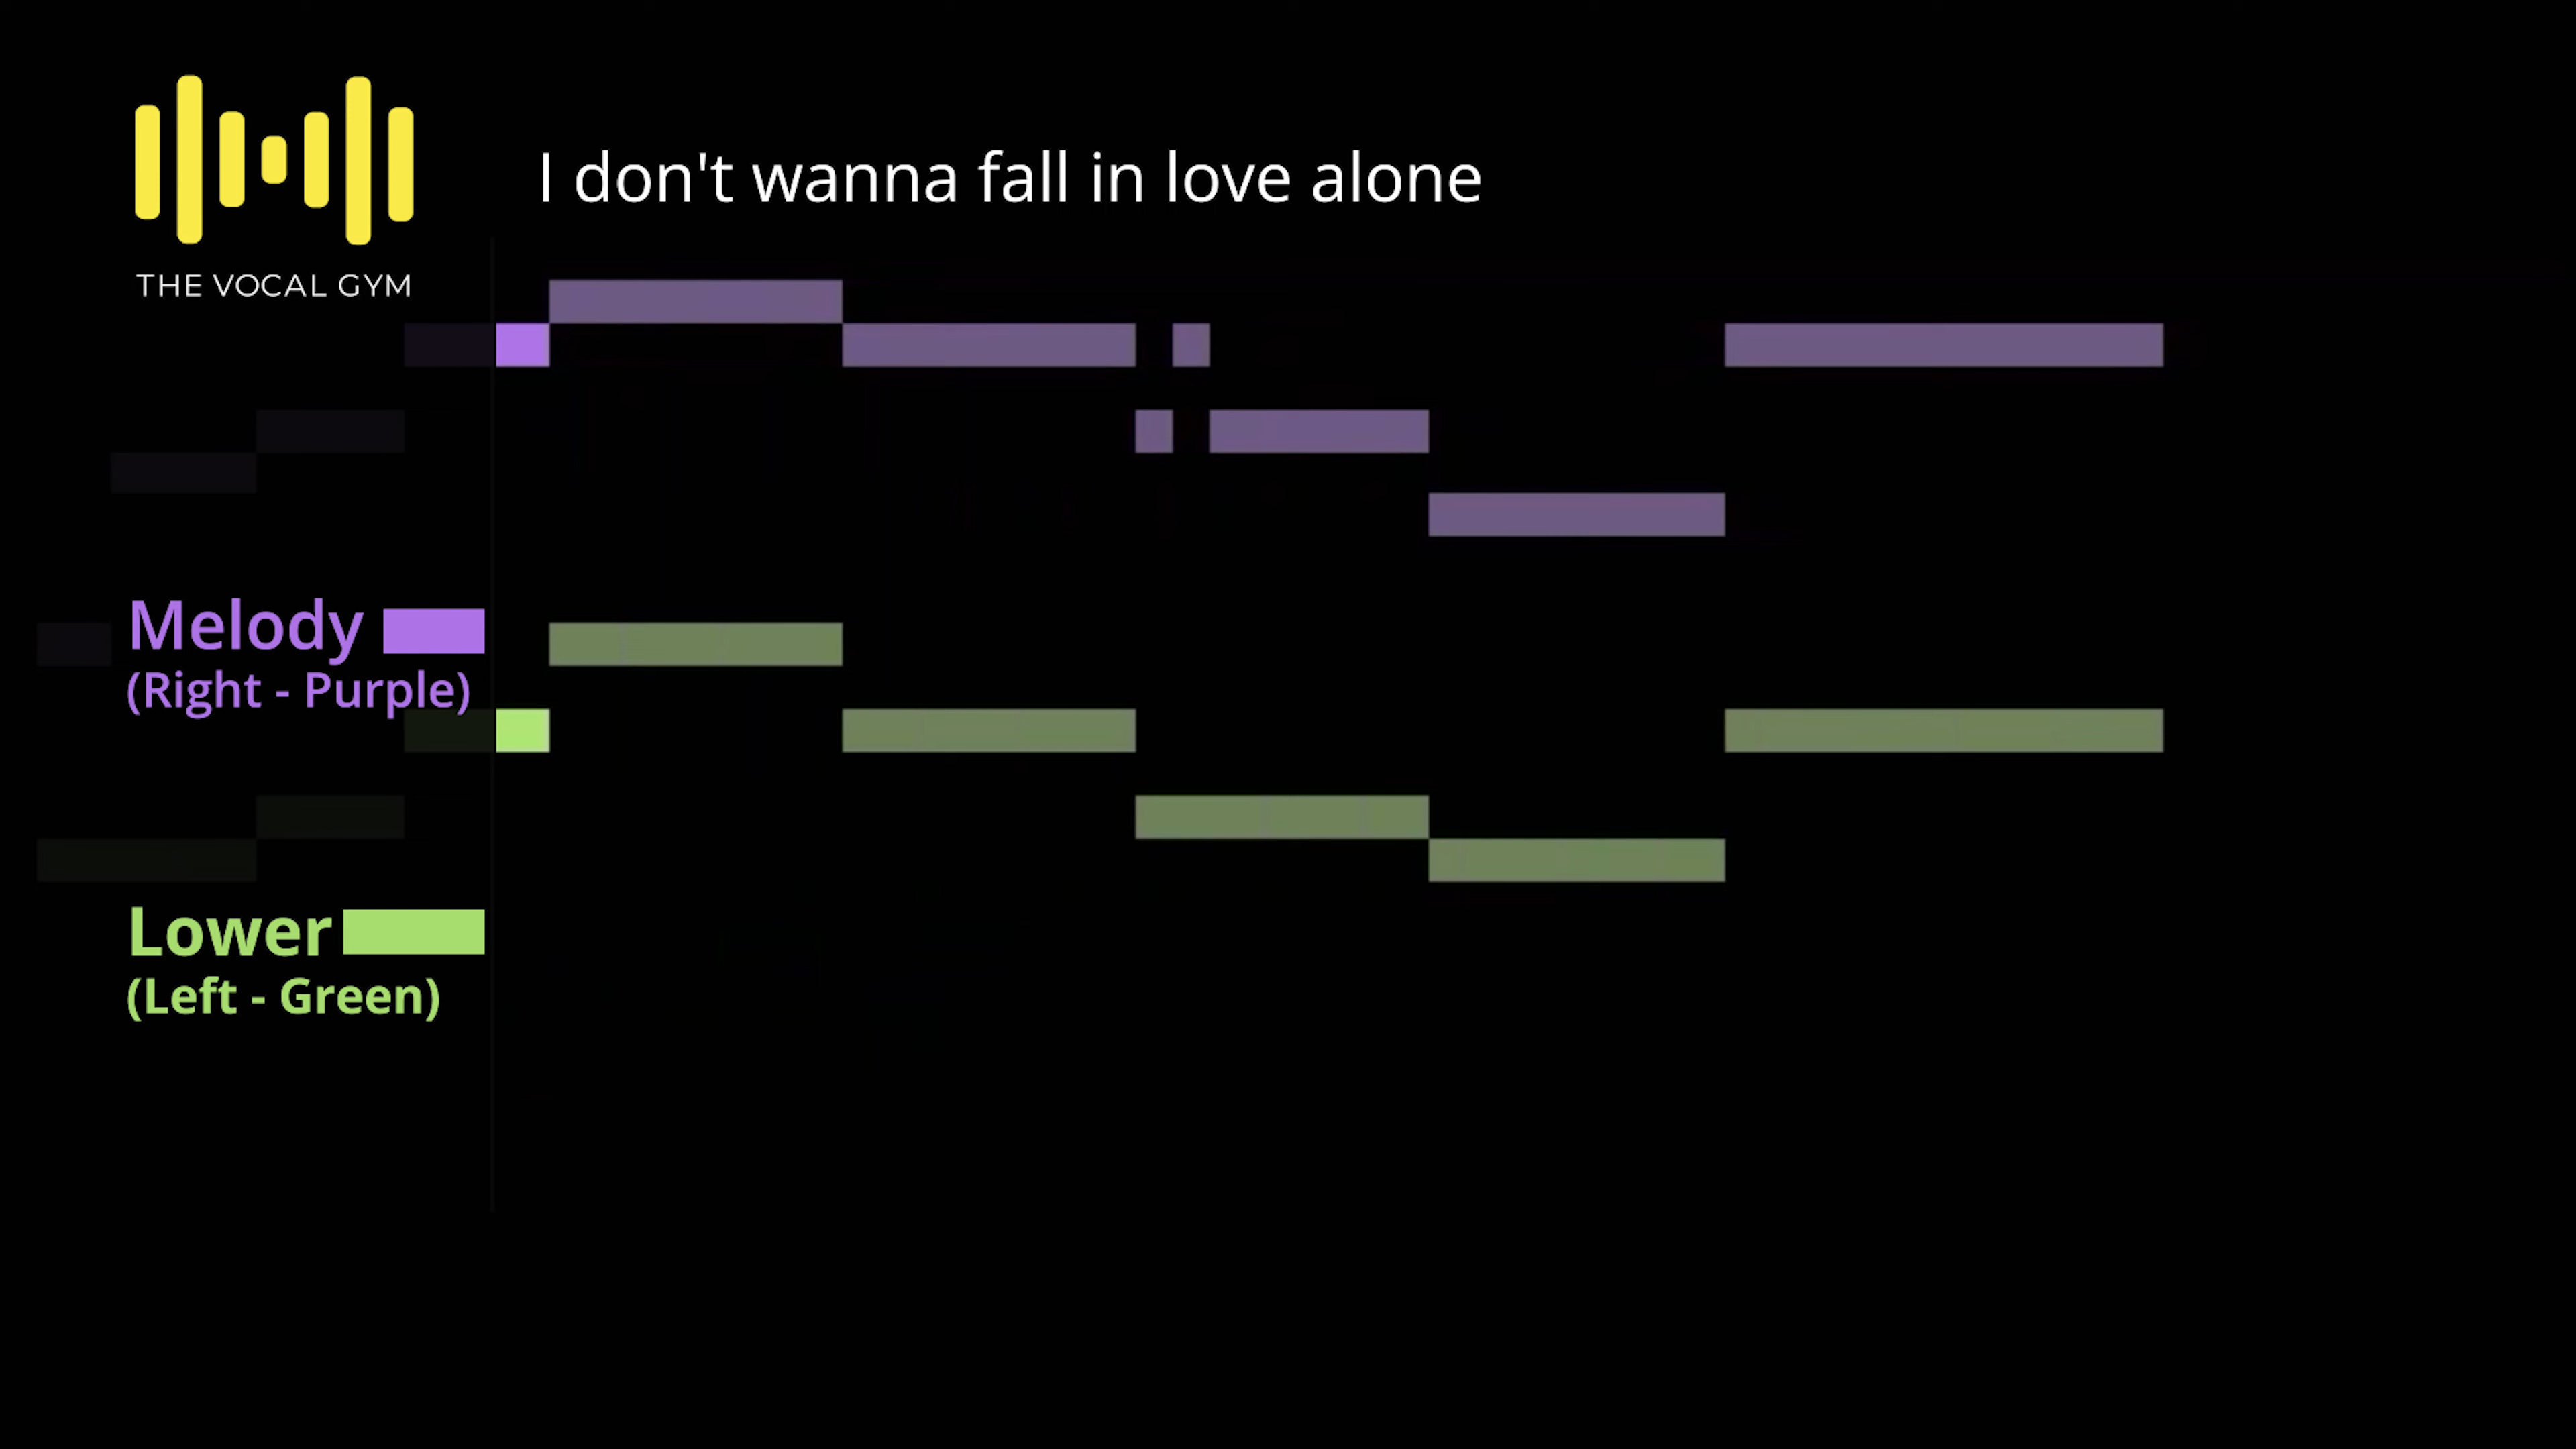 I don't wanna fall in love alone
THE VOCAL GYM
Melody
(Right - Purple)
Lower
(Left - Green)